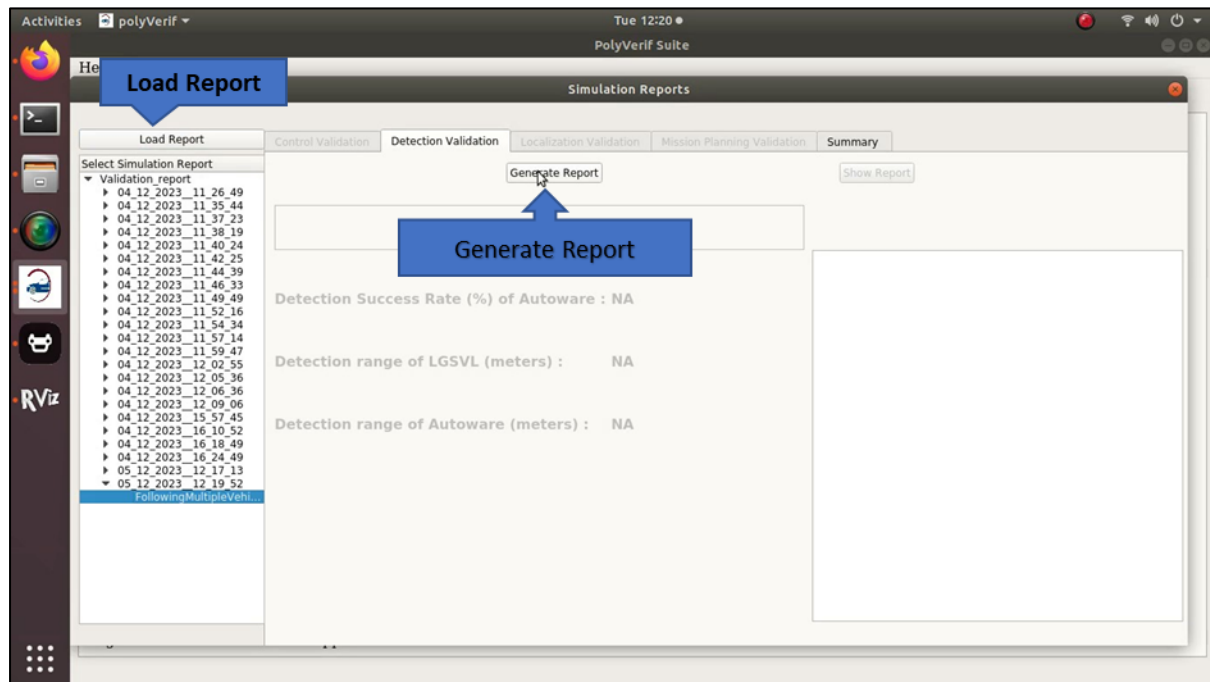 Activities polyVerif
Tue 12:20
PolyVerif Suite
He
Load Report
Simulation Reports
Load Report
Control Validation
Detection Validation
Localization Validation
Mission Planning Validation
Summary
Select Simulation Report
Generate Report
Show Report
Validation_report
04_12_2023__11_26_49
04_12_2023__11_35_44
04_12_2023__11_37_23
04_12_2023__11_38_19
04_12_2023__11_40_24
04_12_2023__11_42_25
04_12_2023__11_44_39
04_12_2023__11_46_33
04_12_2023__11_49_49
04_12_2023__11_52_16
04_12_2023__11_54_34
04_12_2023__11_57_14
04_12_2023__11_59_47
04_12_2023__12_02_55
04_12_2023__12_05_36
04_12_2023__12_06_36
04_12_2023__12_09_06
04_12_2023__15_57_45
04_12_2023__16_10_52
04_12_2023__16_18_49
04_12_2023__16_24_49
05_12_2023__12_17_13
05_12_2023__12_19_52
FollowingMultipleVehi...
Generate Report
Detection Success Rate (%) of Autoware : NA
Detection range of LGSVL (meters) : NA
Detection range of Autoware (meters) : NA
RViz